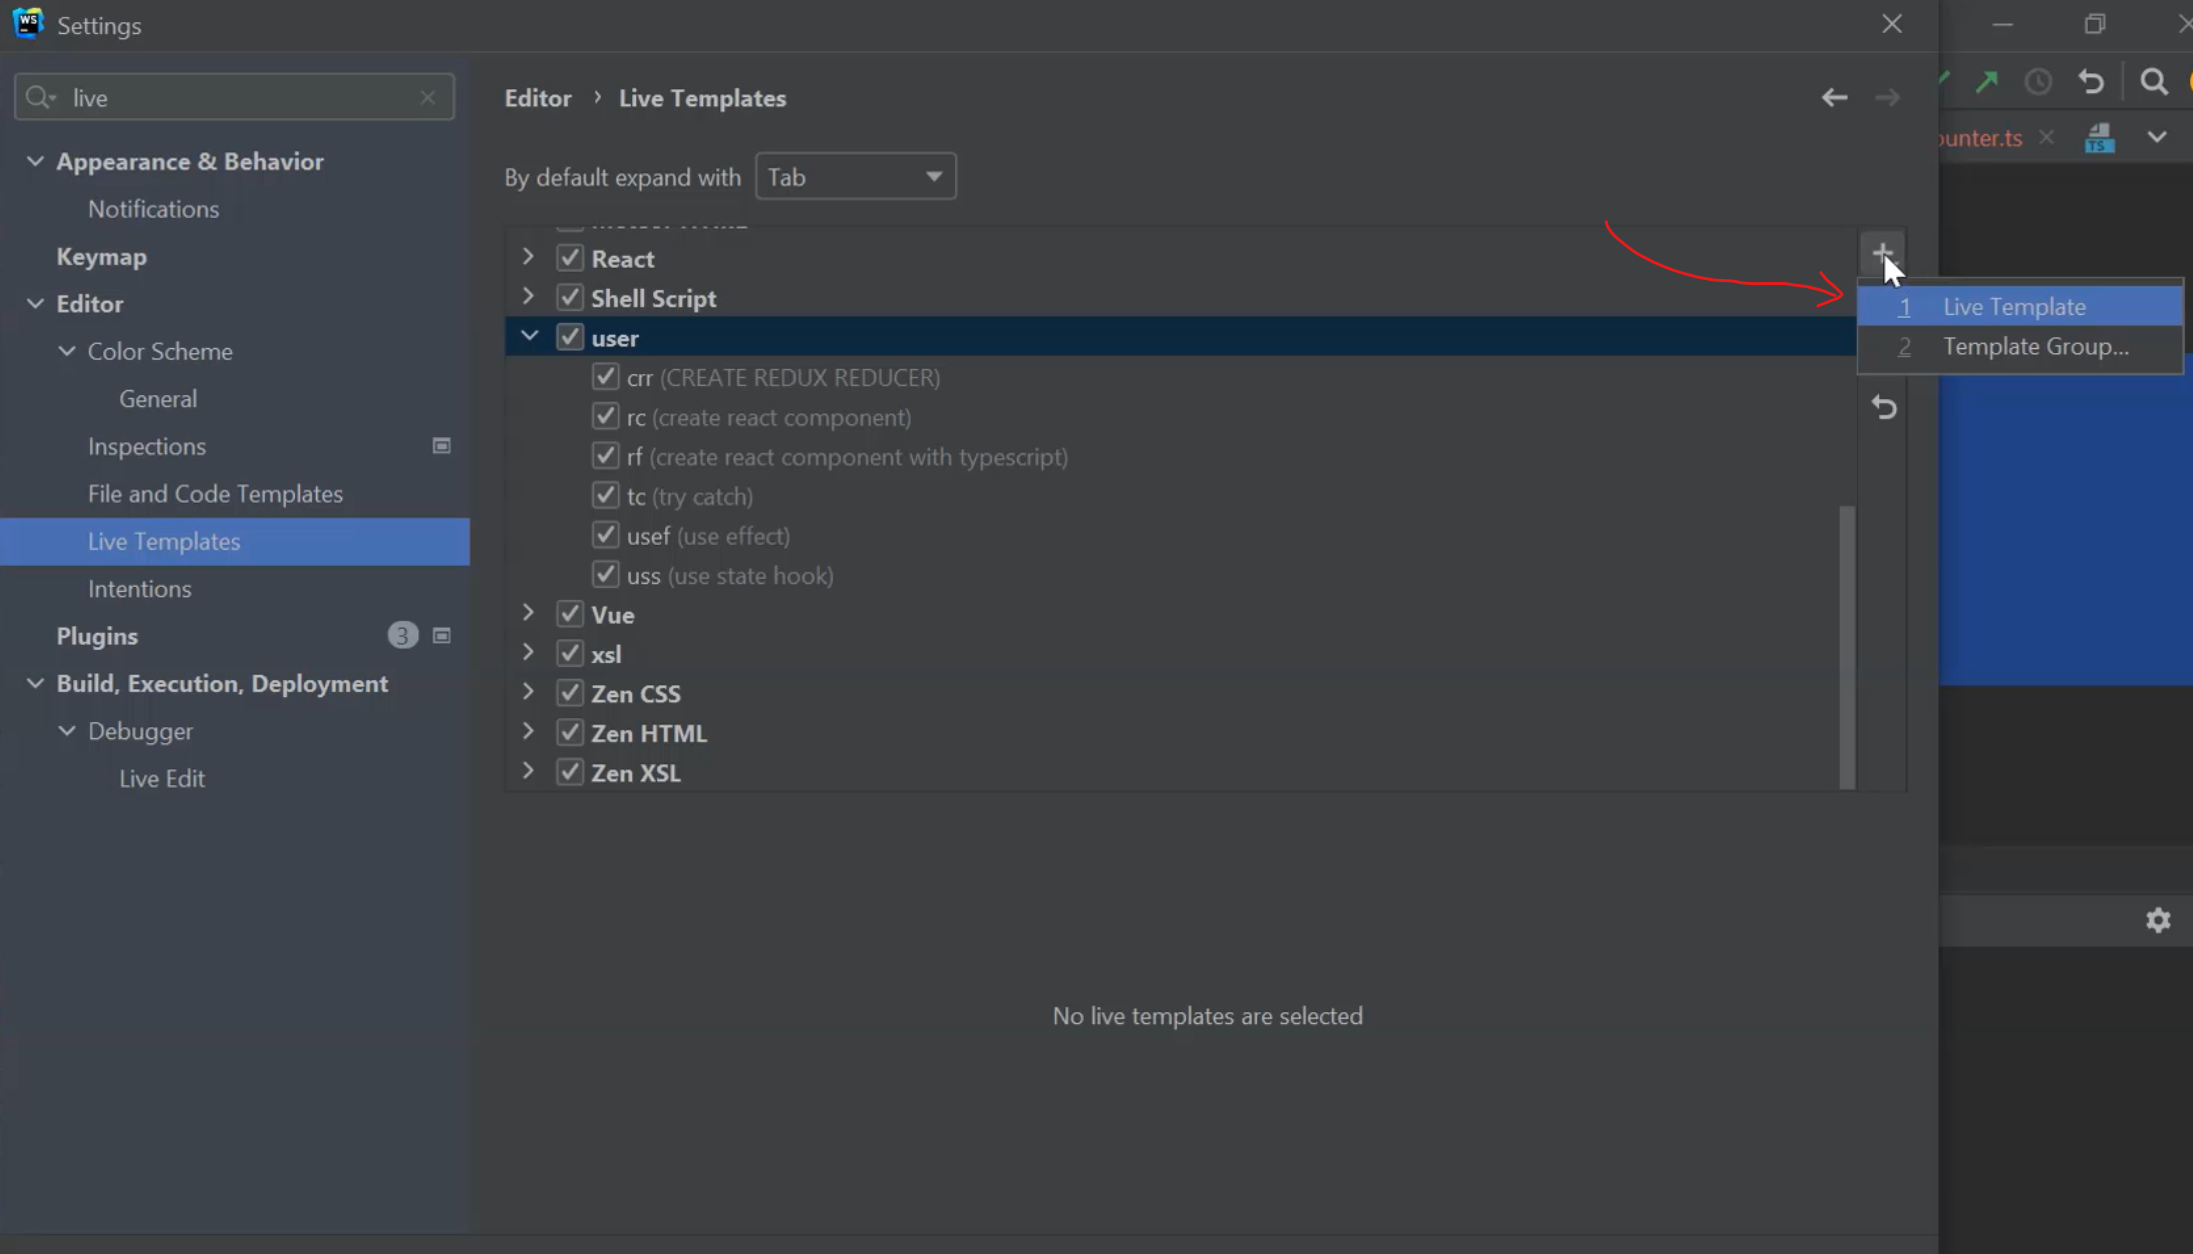 WS
Settings
live
Editor › Live Templates
By default expand with Tab
Appearance & Behavior
Notifications
Keymap
Editor
Color Scheme
General
Inspections
File and Code Templates
Live Templates
Intentions
Plugins 3
Build, Execution, Deployment
Debugger
Live Edit
React
Shell Script
user
crr (CREATE REDUX REDUCER)
rc (create react component)
rf (create react component with typescript)
tc (try catch)
usef (use effect)
uss (use state hook)
Vue
xsl
Zen CSS
Zen HTML
Zen XSL
No live templates are selected
1 Live Template
2 Template Group...
ounter.ts
TS